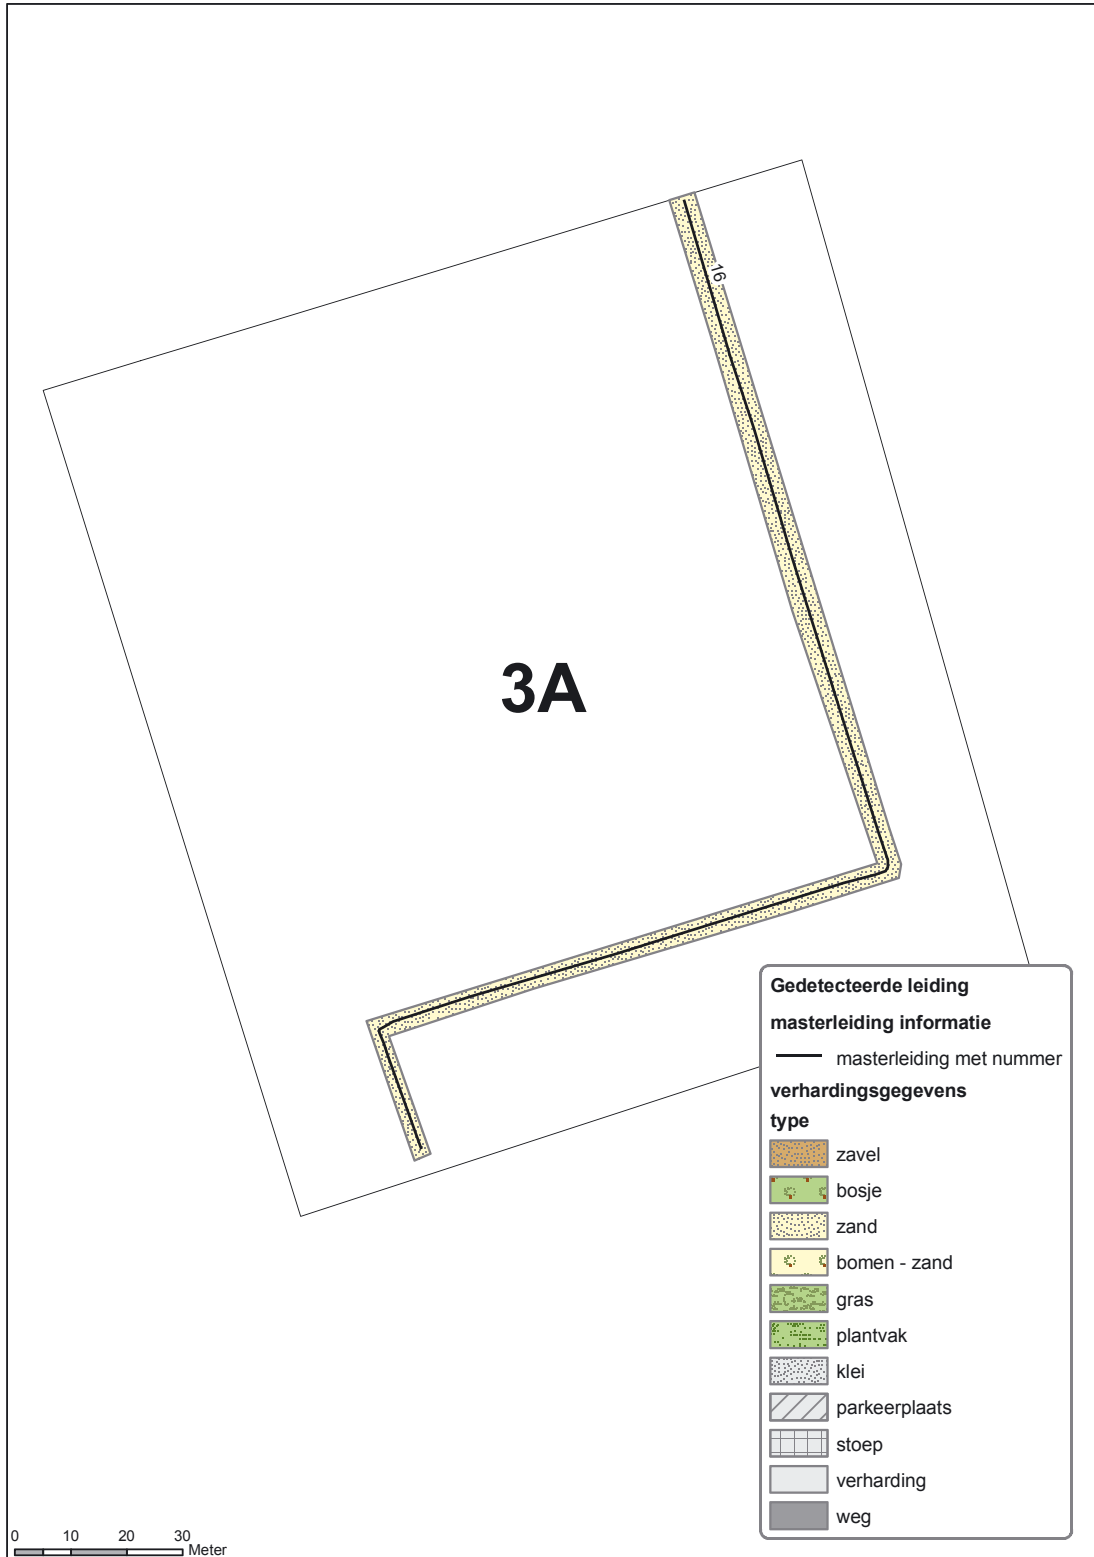 16
3A
Gedetecteerde leiding
masterleiding informatie
masterleiding met nummer
verhardingsgegevens
type
zavel
bosje
zand
bomen - zand
gras
plantvak
klei
parkeerplaats
stoep
verharding
weg
0 10 20 30
Meter